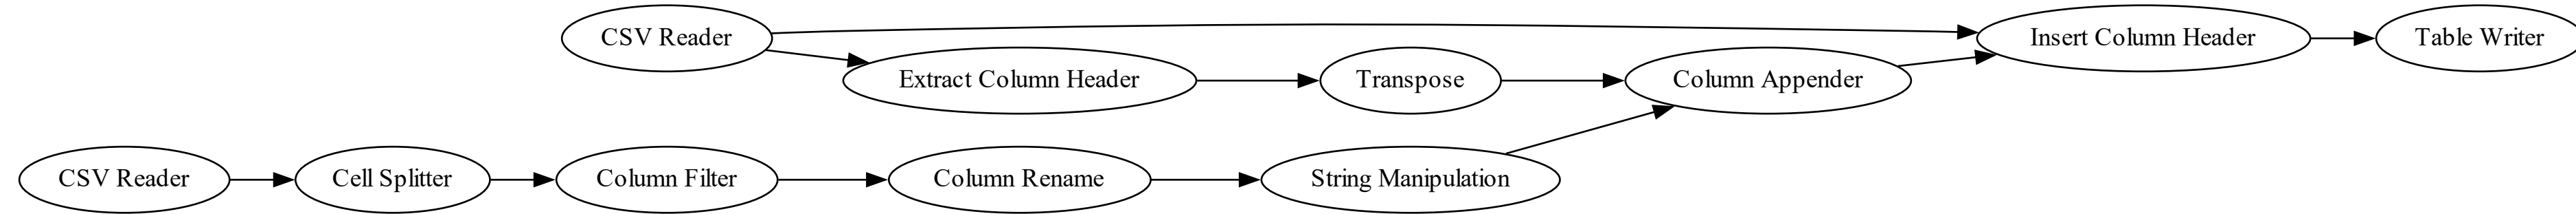 CSV Reader
Insert Column Header
Table Writer
Extract Column Header
Transpose
Column Appender
CSV Reader
Cell Splitter
Column Filter
Column Rename
String Manipulation